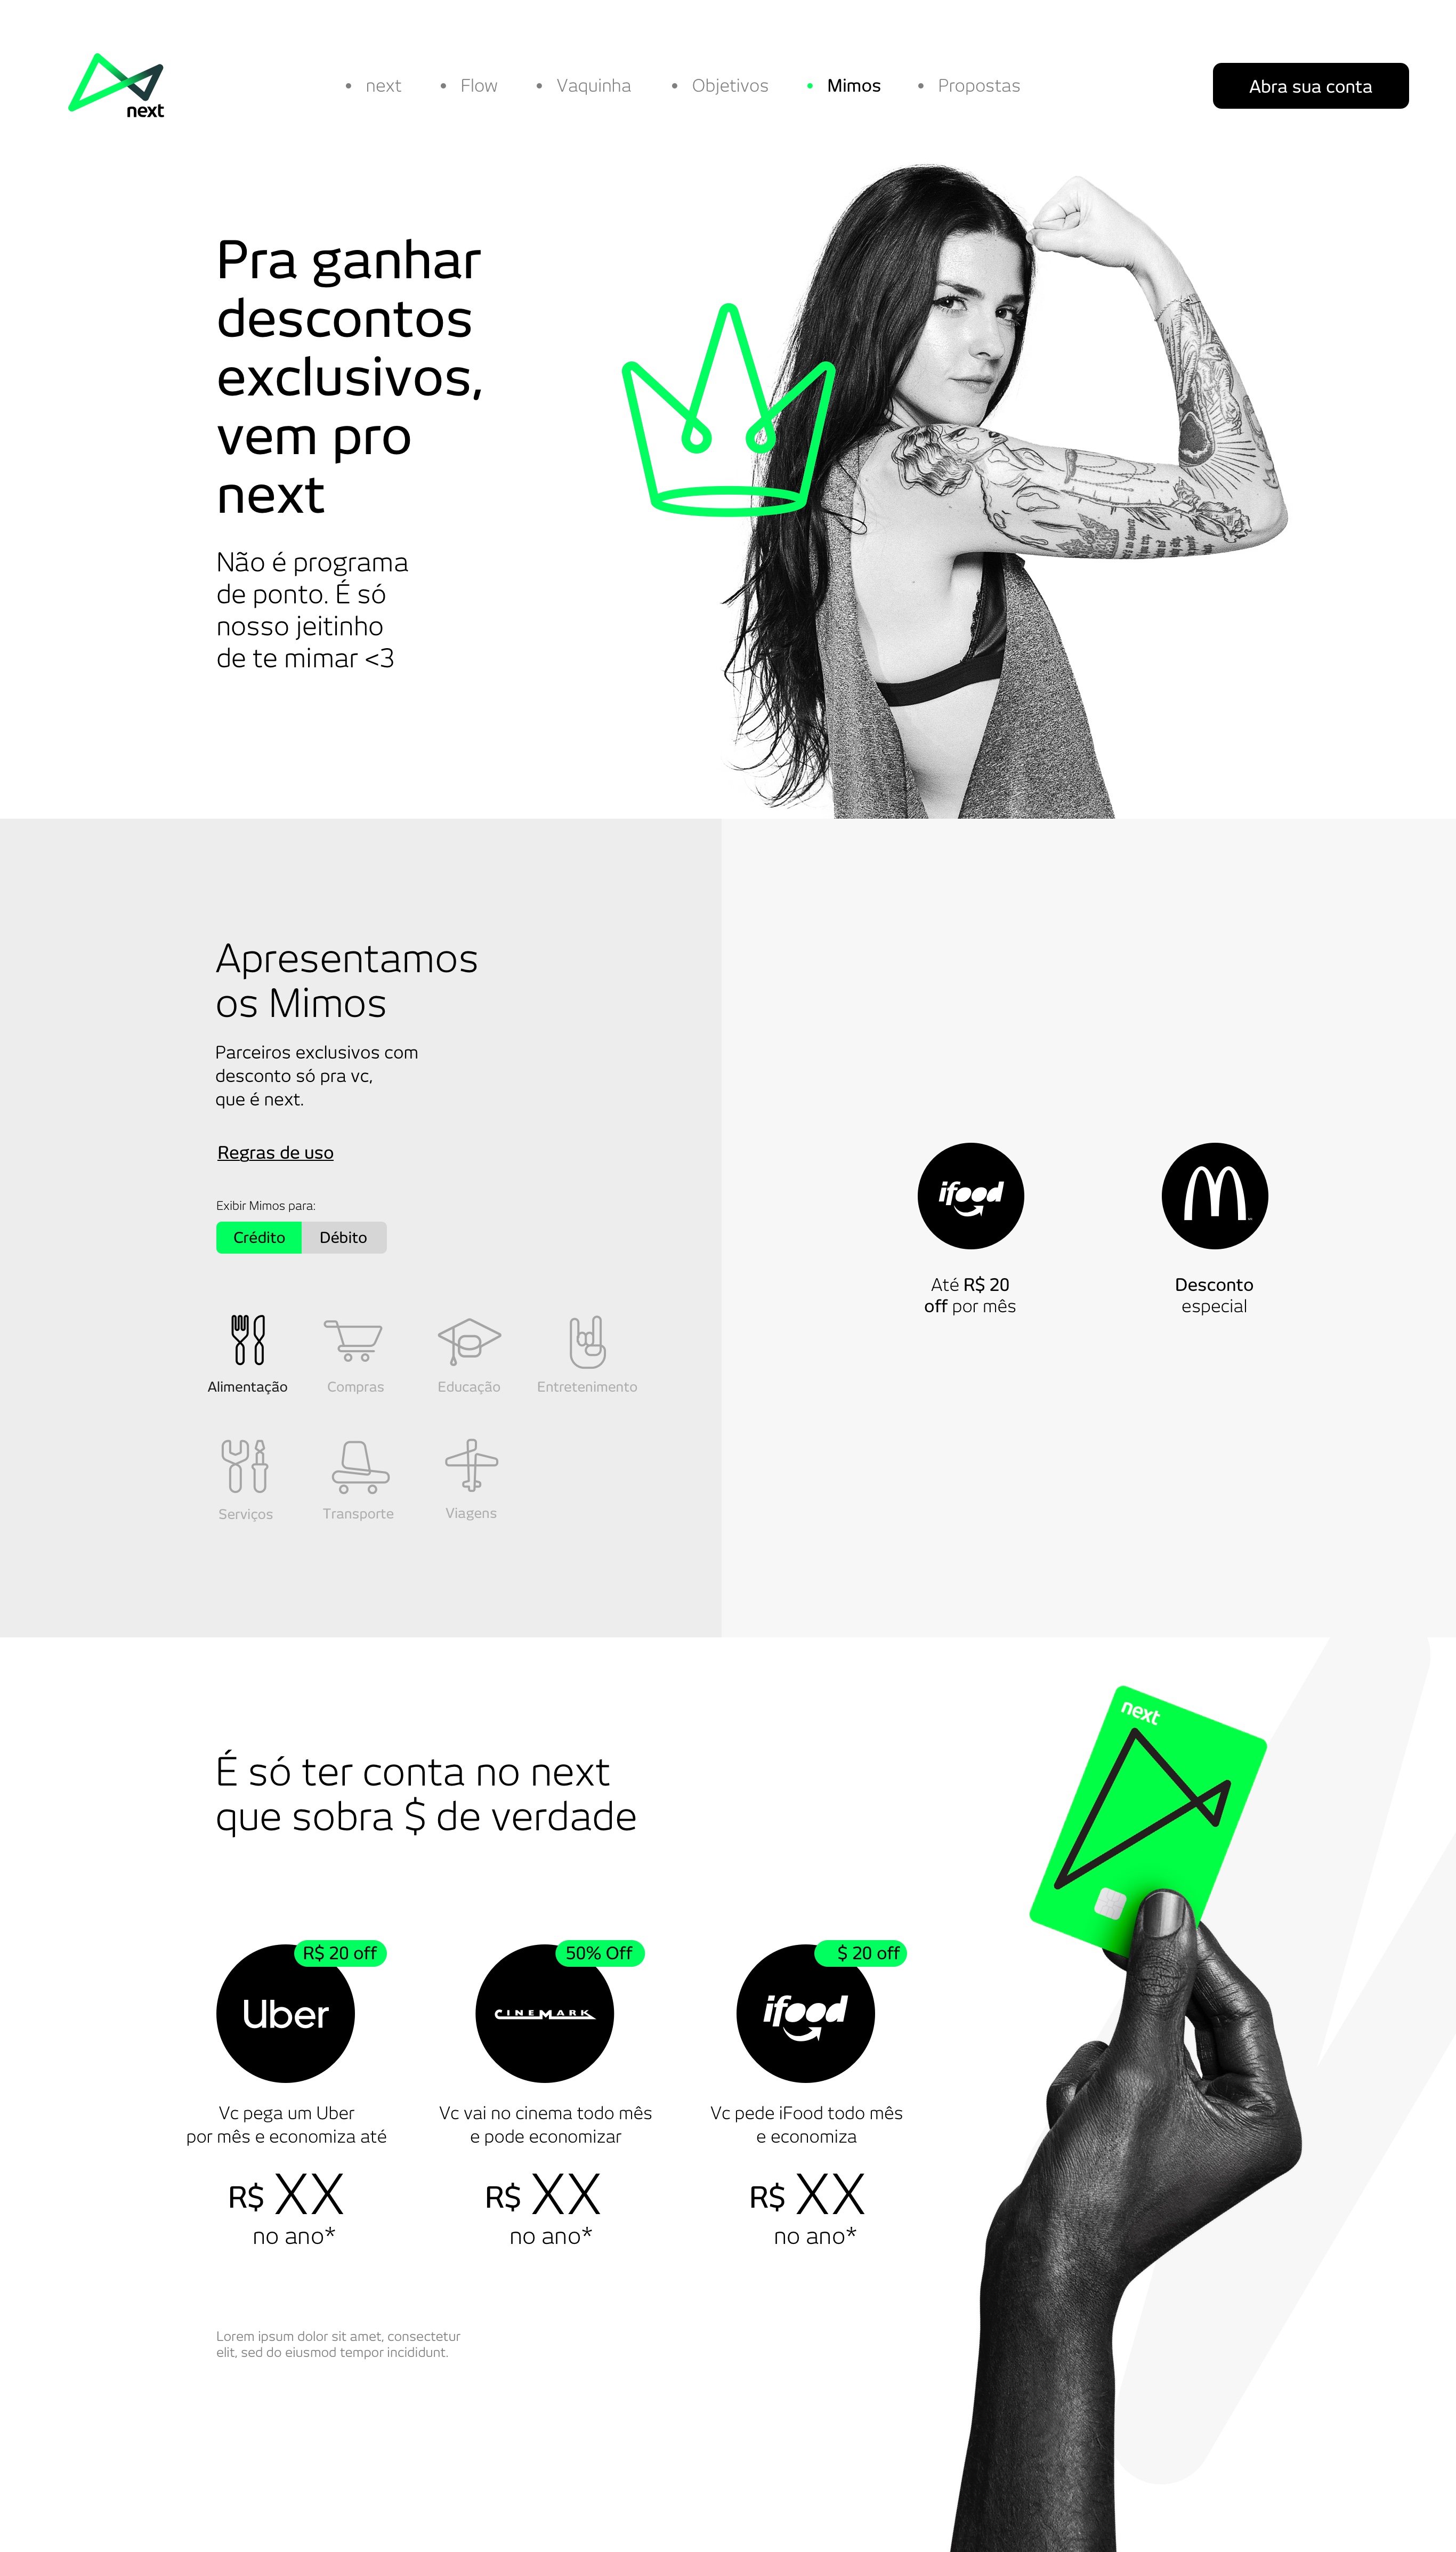 next
next
Flow
Vaquinha
Objetivos
Mimos
Propostas
Abra sua conta
Pra ganhar
descontos
exclusivos,
vem pro
next
Não é programa
de ponto. É só
nosso jeitinho
de te mimar <3
Apresentamos
os Mimos
Parceiros exclusivos com
desconto só pra vc,
que é next.
Regras de uso
Exibir Mimos para:
Crédito
Débito
Alimentação
Compras
Educação
Entretenimento
Serviços
Transporte
Viagens
ifood
Até R$ 20
off por mês
M
Desconto
especial
next
É só ter conta no next
que sobra $ de verdade
R$ 20 off
Uber
Vc pega um Uber
por mês e economiza até
R$ XX
no ano*
50% Off
CINEMARK
Vc vai no cinema todo mês
e pode economizar
R$ XX
no ano*
$ 20 off
ifood
Vc pede iFood todo mês
e economiza
R$ XX
no ano*
Lorem ipsum dolor sit amet, consectetur
elit, sed do eiusmod tempor incididunt.